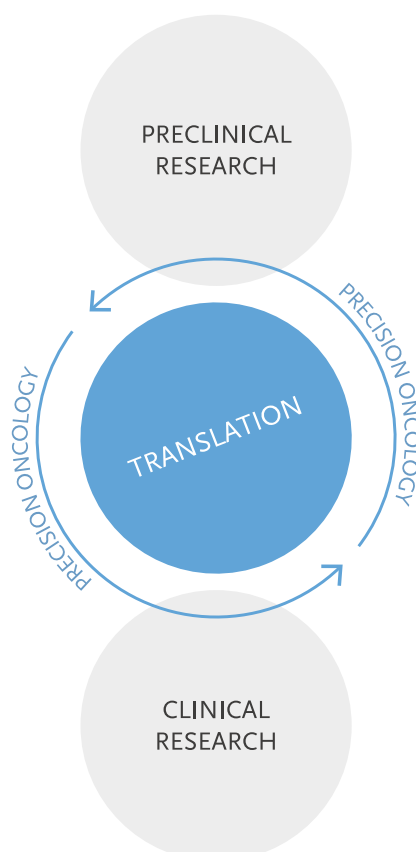 PRECLINICAL
RESEARCH
PRECISION ONCOLOGY
PRECISION ONCOLOGY
TRANSLATION
CLINICAL
RESEARCH